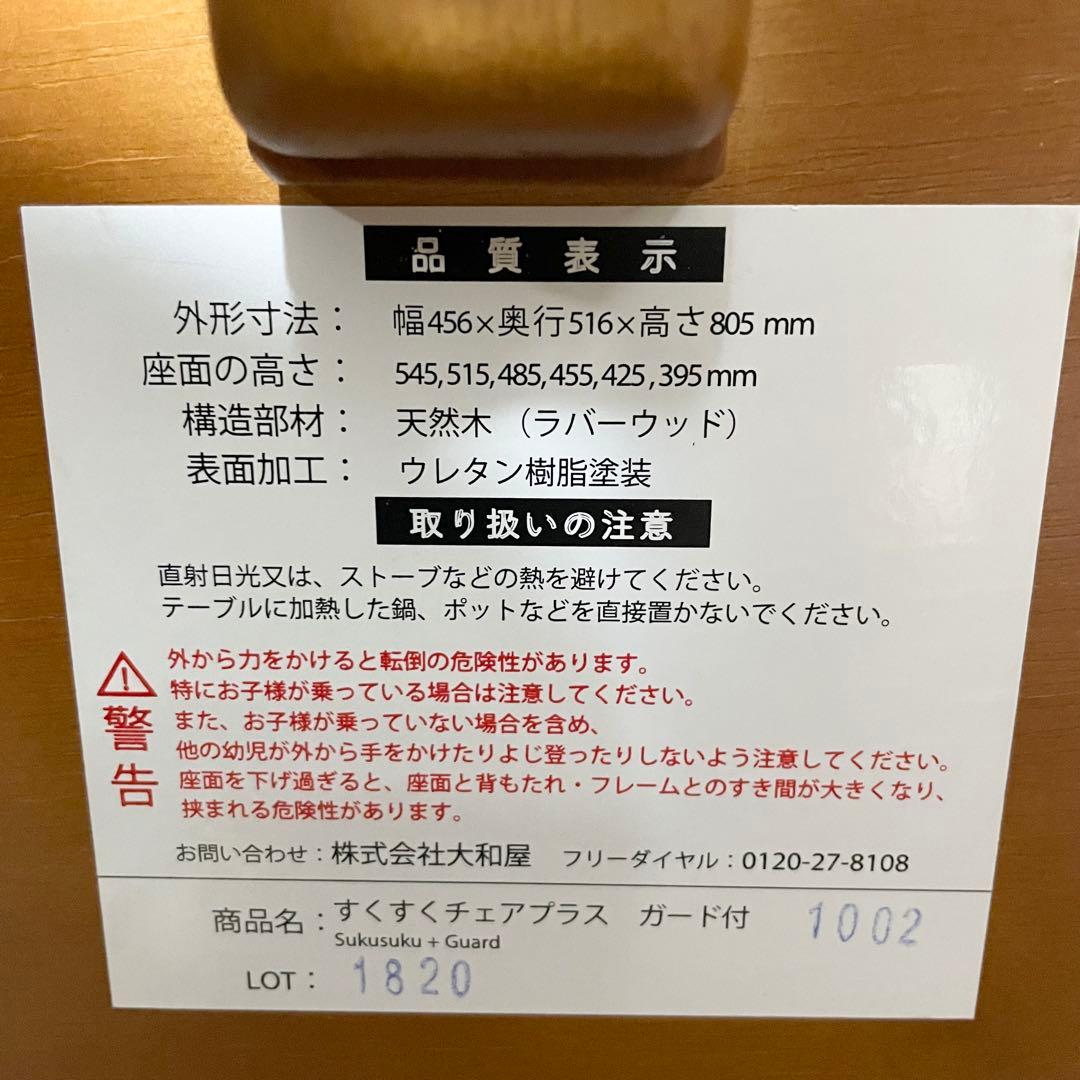 品質表示
外形寸法： 幅456×奥行516×高さ805 mm
座面の高さ： 545,515,485,455,425,395mm
構造部材： 天然木 （ラバーウッド）
表面加工： ウレタン樹脂塗装
取り扱いの注意
直射日光又は、ストーブなどの熱を避けてください。
テーブルに加熱した鍋、ポットなどを直接置かないでください。
警告
外から力をかけると転倒の危険性があります。
特にお子様が乗っている場合は注意してください。
また、お子様が乗っていない場合を含め、
他の幼児が外から手をかけたりよじ登ったりしないよう注意してください。
座面を下げ過ぎると、座面と背もたれ・フレームとのすき間が大きくなり、
挟まれる危険性があります。
お問い合わせ：株式会社大和屋 フリーダイヤル：0120-27-8108
商品名：すくすくチェアプラス ガード付 1002
Sukusuku + Guard
LOT： 1820